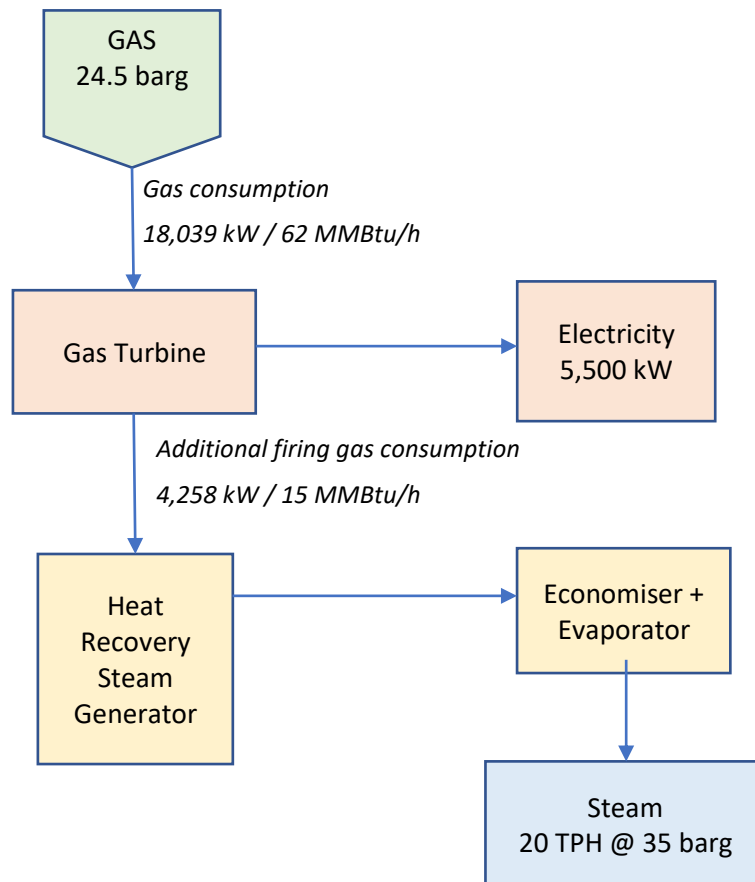 GAS
24.5 barg
Gas consumption
18,039 kW / 62 MMBtu/h
Gas Turbine
Electricity
5,500 kW
Additional firing gas consumption
4,258 kW / 15 MMBtu/h
Heat
Recovery
Steam
Generator
Economiser +
Evaporator
Steam
20 TPH @ 35 barg